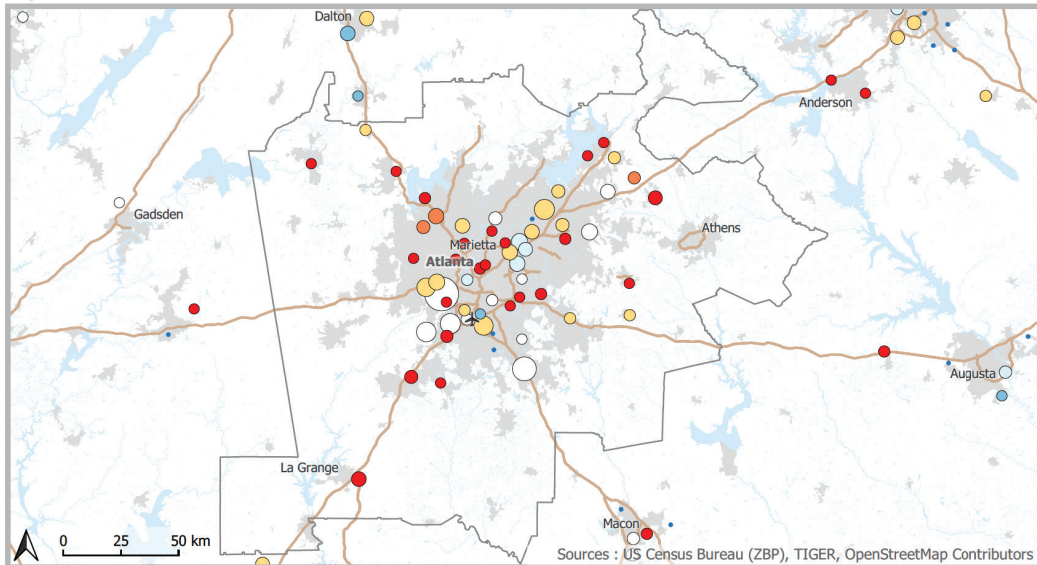 Dalton
Anderson
Gadsden
Athens
Marietta
Atlanta
Augusta
La Grange
Macon
0 25 50 km
Sources : US Census Bureau (ZBP), TIGER, OpenStreetMap Contributors